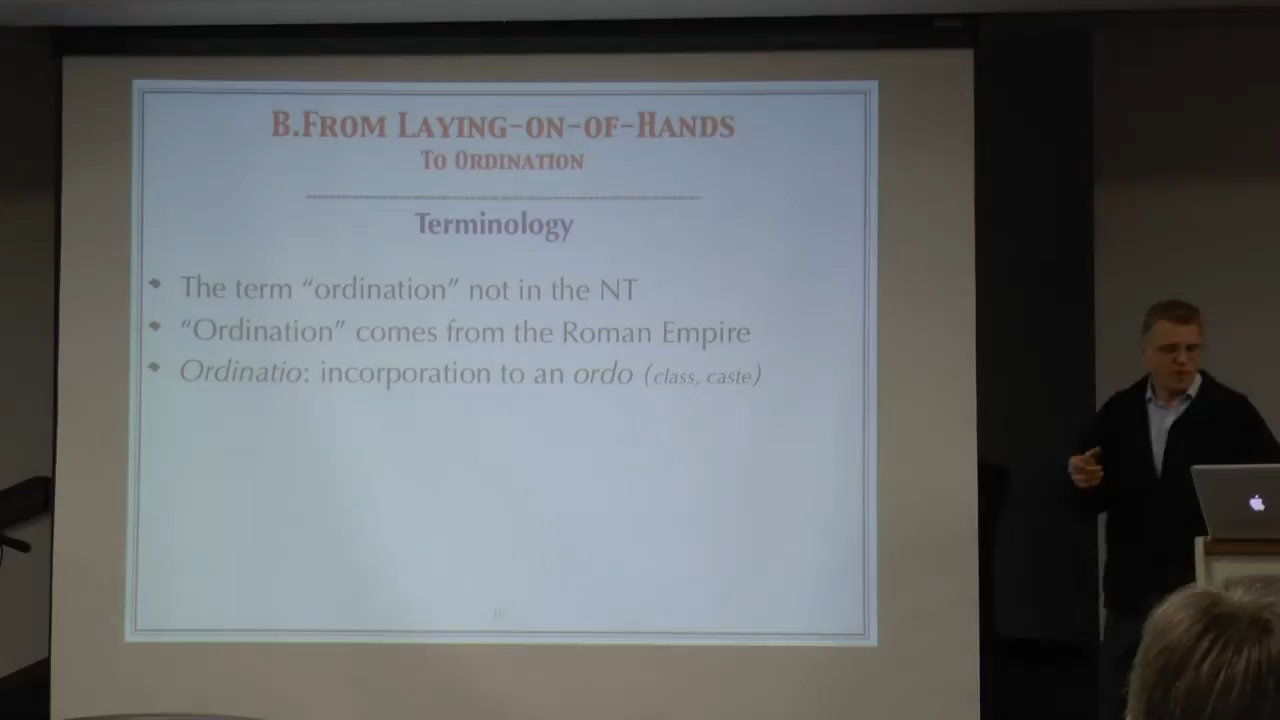 B.FROM LAYING-ON-OF-HANDS
TO ORDINATION
Terminology
The term “ordination” not in the NT
“Ordination” comes from the Roman Empire
Ordinatio: incorporation to an ordo (class, caste)